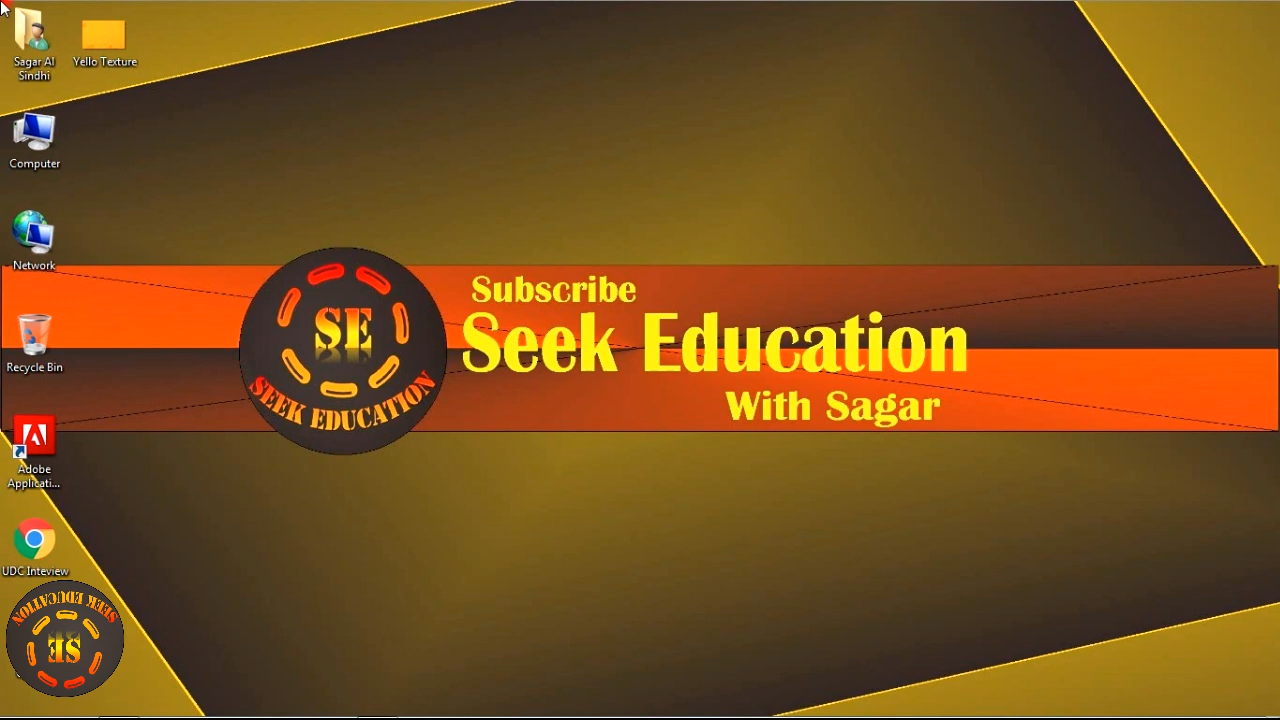 Sagar Al
Sindhi
Yello Texture
Computer
Network
Recycle Bin
Adobe
Applicati...
UDC Inteview
SE
SEEK EDUCATION
Subscribe
Seek Education
With Sagar
SEEK EDUCATION
SE